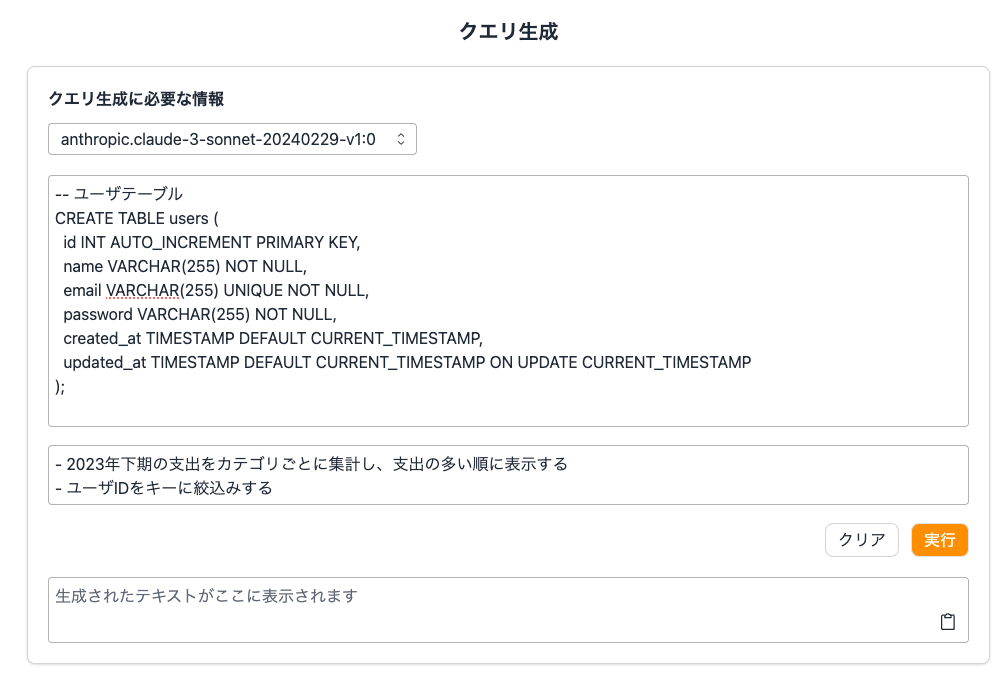 クエリ生成
クエリ生成に必要な情報
anthropic.claude-3-sonnet-20240229-v1:0
-- ユーザテーブル
CREATE TABLE users (
  id INT AUTO_INCREMENT PRIMARY KEY,
  name VARCHAR(255) NOT NULL,
  email VARCHAR(255) UNIQUE NOT NULL,
  password VARCHAR(255) NOT NULL,
  created_at TIMESTAMP DEFAULT CURRENT_TIMESTAMP,
  updated_at TIMESTAMP DEFAULT CURRENT_TIMESTAMP ON UPDATE CURRENT_TIMESTAMP
);
- 2023年下期の支出をカテゴリごとに集計し、支出の多い順に表示する
- ユーザIDをキーに絞込みする
クリア
実行
生成されたテキストがここに表示されます